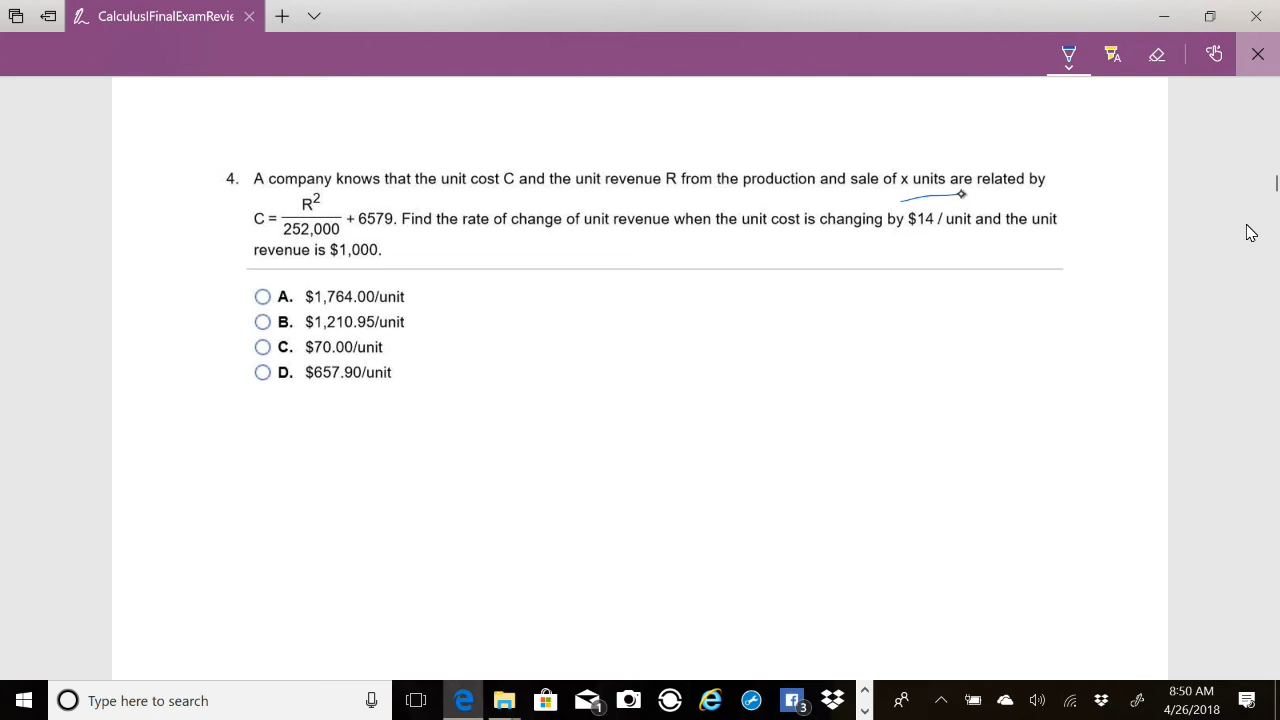 CalculusIFinalExamRevie
4. A company knows that the unit cost C and the unit revenue R from the production and sale of x units are related by
C = R² / 252,000 + 6579. Find the rate of change of unit revenue when the unit cost is changing by $14 / unit and the unit
revenue is $1,000.
A. $1,764.00/unit
B. $1,210.95/unit
C. $70.00/unit
D. $657.90/unit
Type here to search
1
3
8:50 AM
4/26/2018